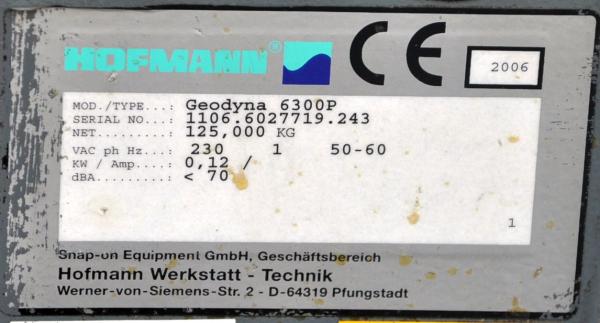 HOFMANN® CE 2006
MOD./TYPE...: Geodyna 6300P
SERIAL NO...: 1106.6027719.243
NET.........: 125,000 KG
VAC ph Hz...: 230 1 50-60
KW / Amp....: 0,12 /
dBA.........: < 70
1
Snap-on Equipment GmbH, Geschäftsbereich
Hofmann Werkstatt - Technik
Werner-von-Siemens-Str. 2 - D-64319 Pfungstadt